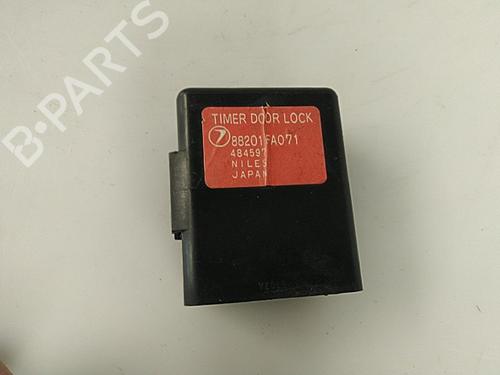 B-PARTS
TIMER DOOR LOCK
88201FA071
484597
NILES
JAPAN